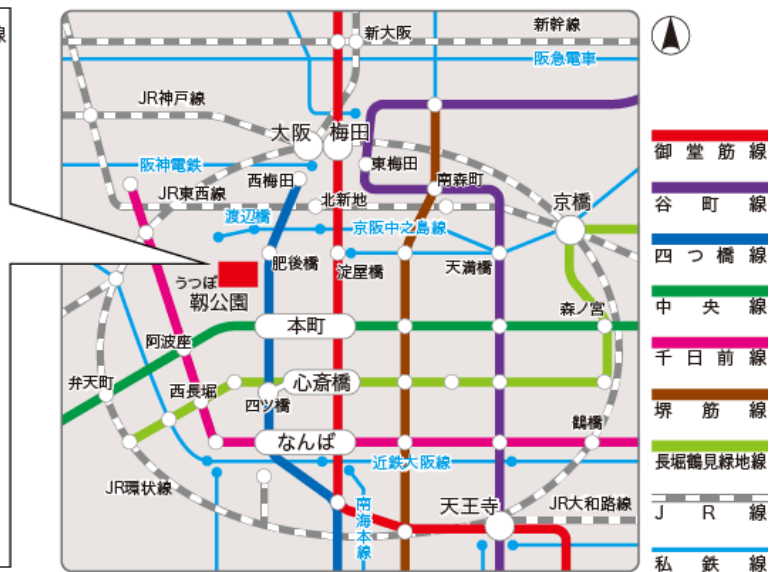 線
新大阪
新幹線
阪急電車
JR神戸線
大阪
梅田
阪神電鉄
西梅田
東梅田
南森町
JR東西線
北新地
京橋
渡辺橋
京阪中之島線
肥後橋
淀屋橋
天満橋
うつぼ
靱公園
森ノ宮
本町
阿波座
弁天町
西長堀
心斎橋
四ツ橋
鶴橋
なんば
近鉄大阪線
JR環状線
南海本線
天王寺
JR大和路線
御堂筋線
谷町線
四つ橋線
中央線
千日前線
堺筋線
長堀鶴見緑地線
JR線
私鉄線